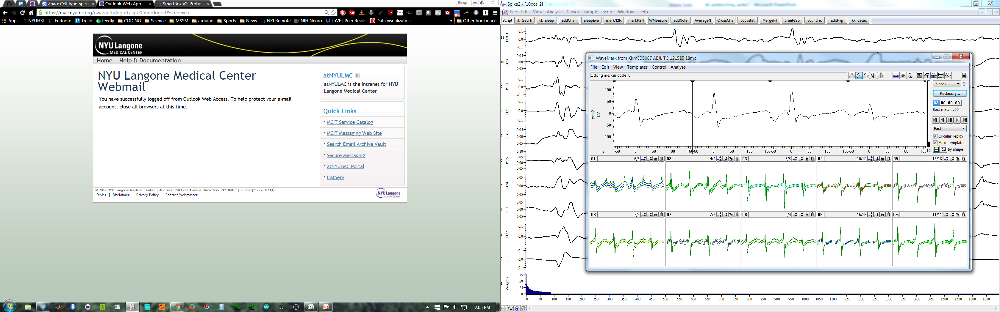 Zhao: Cell type-spec
Outlook Web App -
SmartBox v2: Probe-
Korey
https://mail.nyumc.org/owa/auth/logoff.aspx?Cmd=logoff&src=exch
Apps NYUHSL Endnote Trello feedly CODING Science MSSM arduino Sports News NKI Remote NIH Neuro JoVE | Peer Revie Data visualization » Other bookmarks
NYU Langone
MEDICAL CENTER
Home Help & Documentation
NYU Langone Medical Center
Webmail
You have successfully logged off from Outlook Web Access. To help protect your e-mail
account, close all browsers at this time.
atNYULMC
atNYULMC is the intranet for NYU
Langone Medical Center
Quick Links
MCIT Service Catalog
MCIT Messaging Web Site
Search Email Archive Vault
Secure Messaging
atNYULMC Portal
ListServ
© 2012 NYU Langone Medical Center | Address: 550 First Avenue, New York, NY 10016 | Phone:(212) 263-7300
Ethics | Disclaimer | Privacy Policy | Contact Webmaster
NYU Langone
MEDICAL CENTER
2:05 PM
Spike2 - [10pca_2]
File Edit View Analysis Cursor Sample Script Window Help
Script kk_SetTh kk_sleep addChan sleepEve markN2R markR2N WMeasure addNote AverageN CrossCha copystat MergeFil createSp countTic EditHyp kk_detec
11 PC10 0.1 0.0 -0.1
10 PC9 0.05 0.00 -0.05
9 PC8 0.1 0.0 -0.1
8 PC7 0.1 0.0 -0.1
7 PC6 0.05 0.00 -0.05
6 PC5 0.10 0.05 0.00 -0.05
5 PC4 0.05 0.00 -0.05
4 PC3 0.05 0.00 -0.05
3 PC2 0.1 0.0
2 PC1 0.1 0.0 -0.1
1 Weights 75 50 25 0
0 50 100 150 200 250 300 350 400 450 500 550 600 650 700 750 800 850 900 950 1000 1050 1100 1150 1200 1250 1300 1350 1400 1450 1500 1550 1600 1650
WaveMark from KKmEEG087 ABJL TG 121515 18mo
File Edit View Templates Control Analyse
Editing marker code 0
7 pca2
Reclassify...
02 00 00 00
Best match :00
Fast
Circular replay
Make templates
01 by shape
10
pca2
uV
100
50
0
-50
-100
ms -50 0 50 100 150 -50 0 50 100 150 -50 0 50 100 150 -50 0 50 100 150
01 6/6 02 4/4 03 8/8 04 10/10 05 16/16
06 7/7 07 7/7 08 4/4 09 15/15 0A 11/11